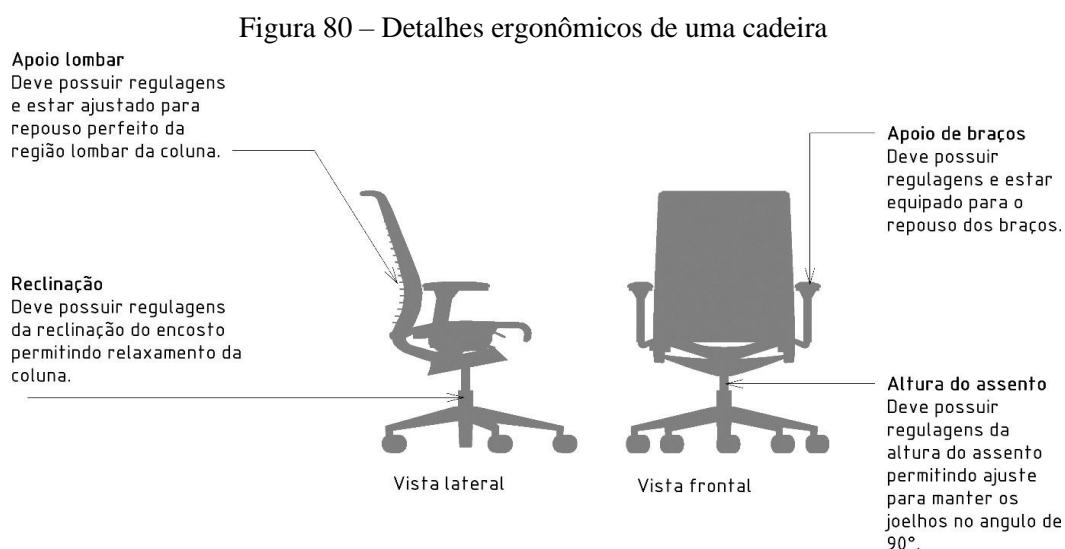 Figura 80 – Detalhes ergonômicos de uma cadeira
Apoio lombar
Deve possuir regulagens
e estar ajustado para
repouso perfeito da
região lombar da coluna.
Reclinação
Deve possuir regulagens
da reclinação do encosto
permitindo relaxamento da
coluna.
Vista lateral
Vista frontal
Apoio de braços
Deve possuir
regulagens e estar
equipado para o
repouso dos braços.
Altura do assento
Deve possuir
regulagens da
altura do assento
permitindo ajuste
para manter os
joelhos no angulo de
90°.